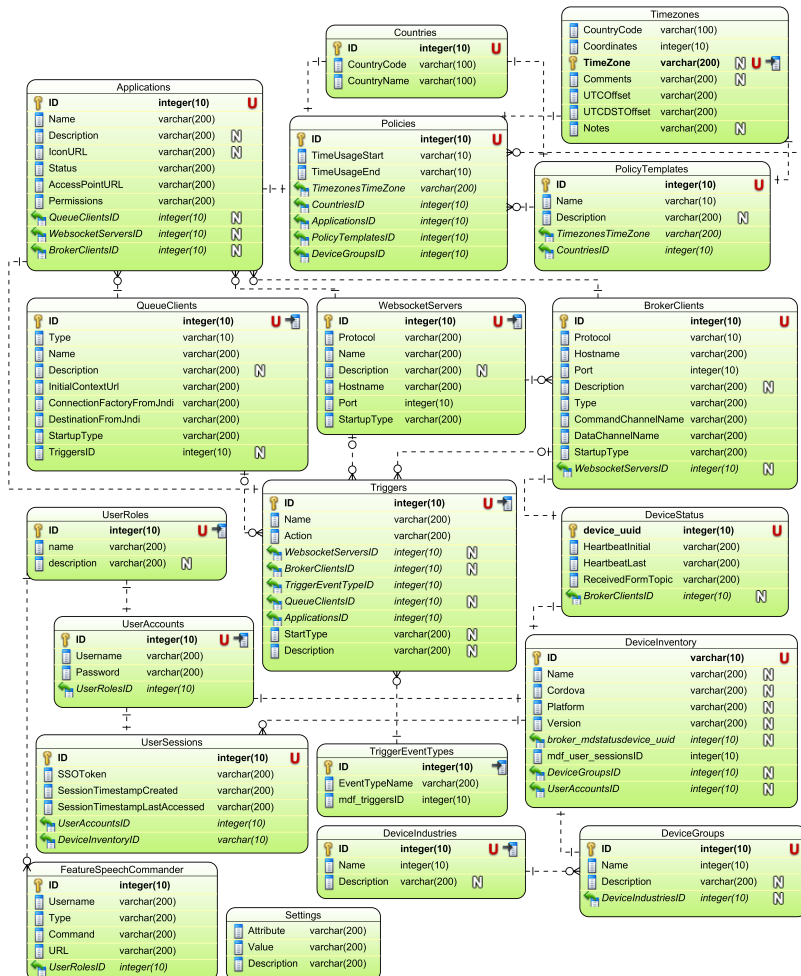 Countries
ID integer(10) U
CountryCode varchar(100)
CountryName varchar(100)
Timezones
CountryCode varchar(100)
Coordinates integer(10)
TimeZone varchar(200) N U
Comments varchar(200) N
UTCOffset varchar(200)
UTCDSTOffset varchar(200)
Notes varchar(200) N
Applications
ID integer(10) U
Name varchar(200)
Description varchar(200) N
IconURL varchar(200) N
Status varchar(200)
AccessPointURL varchar(200)
Permissions varchar(200)
QueueClientsID integer(10) N
WebsocketServersID integer(10) N
BrokerClientsID integer(10) N
Policies
ID integer(10) U
TimeUsageStart varchar(10)
TimeUsageEnd varchar(10)
TimezonesTimeZone varchar(200)
CountriesID integer(10)
ApplicationsID integer(10)
PolicyTemplatesID integer(10)
DeviceGroupsID integer(10)
PolicyTemplates
ID integer(10) U
Name varchar(10)
Description varchar(200) N
TimezonesTimeZone varchar(200)
CountriesID integer(10)
QueueClients
ID integer(10) U
Type varchar(10)
Name varchar(200)
Description varchar(200) N
InitialContextUrl varchar(200)
ConnectionFactoryFromJndi varchar(200)
DestinationFromJndi varchar(200)
StartupType varchar(200)
TriggersID integer(10) N
WebsocketServers
ID integer(10) U
Protocol varchar(200)
Name varchar(200)
Description varchar(200) N
Hostname varchar(200)
Port integer(10)
StartupType varchar(200)
BrokerClients
ID integer(10) U
Protocol varchar(10)
Hostname varchar(200)
Port integer(10)
Description varchar(200) N
Type varchar(200)
CommandChannelName varchar(200)
DataChannelName varchar(200)
StartupType varchar(200)
WebsocketServersID integer(10) N
Triggers
ID integer(10) U
Name varchar(200)
Action varchar(200)
WebsocketServersID integer(10) N
BrokerClientsID integer(10) N
TriggerEventTypeID integer(10)
QueueClientsID integer(10) N
ApplicationsID integer(10)
StartType varchar(200) N
Description varchar(200) N
UserRoles
ID integer(10) U
name varchar(200)
description varchar(200) N
DeviceStatus
device_uuid integer(10) U
HeartbeatInitial varchar(200)
HeartbeatLast varchar(200)
ReceivedFormTopic varchar(200)
BrokerClientsID integer(10) N
UserAccounts
ID integer(10) U
Username varchar(200)
Password varchar(200)
UserRolesID integer(10)
DeviceInventory
ID varchar(10) U
Name varchar(200) N
Cordova varchar(200) N
Platform varchar(200) N
Version varchar(200) N
broker_mdstatusdevice_uuid integer(10) N
mdf_user_sessionsID integer(10)
DeviceGroupsID integer(10) N
UserAccountsID integer(10) N
UserSessions
ID integer(10) U
SSOToken varchar(200)
SessionTimestampCreated varchar(200)
SessionTimestampLastAccessed varchar(200)
UserAccountsID integer(10)
DeviceInventoryID varchar(10)
TriggerEventTypes
ID integer(10)
EventTypeName varchar(200)
mdf_triggersID integer(10)
DeviceIndustries
ID integer(10) U
Name integer(10)
Description varchar(200) N
DeviceGroups
ID integer(10) U
Name integer(10)
Description varchar(200) N
DeviceIndustriesID integer(10) N
FeatureSpeechCommander
ID integer(10)
Username varchar(200)
Type varchar(200)
Command varchar(200)
URL varchar(200)
UserRolesID integer(10)
Settings
Attribute varchar(200)
Value varchar(200)
Description varchar(200)